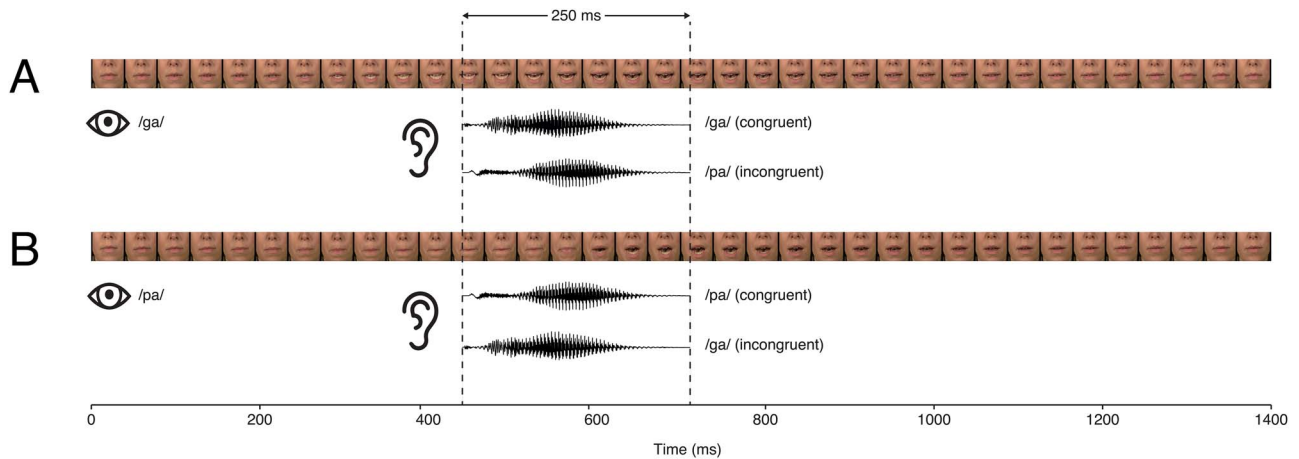 250 ms
A
/ga/
/ga/ (congruent)
/pa/ (incongruent)
B
/pa/
/pa/ (congruent)
/ga/ (incongruent)
0 200 400 600 800 1000 1200 1400
Time (ms)